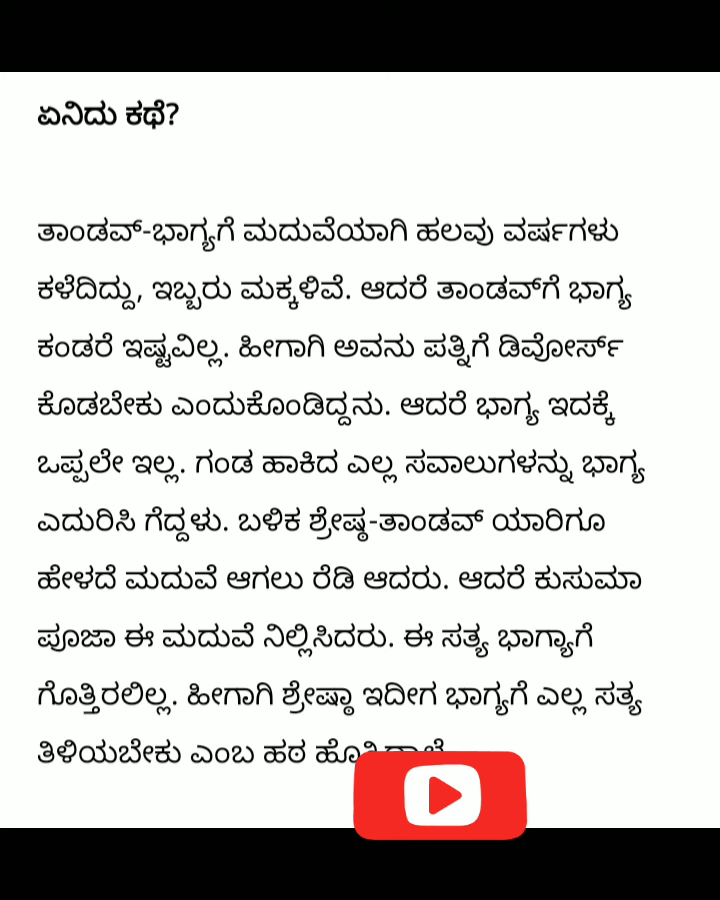 ಏನಿದು ಕಥೆ?
ತಾಂಡವ್-ಭಾಗ್ಯಗೆ ಮದುವೆಯಾಗಿ ಹಲವು ವರ್ಷಗಳು
ಕಳೆದಿದ್ದು, ಇಬ್ಬರು ಮಕ್ಕಳಿವೆ. ಆದರೆ ತಾಂಡವ್‌ಗೆ ಭಾಗ್ಯ
ಕಂಡರೆ ಇಷ್ಟವಿಲ್ಲ. ಹೀಗಾಗಿ ಅವನು ಪತ್ನಿಗೆ ಡಿವೋರ್ಸ್
ಕೊಡಬೇಕು ಎಂದುಕೊಂಡಿದ್ದನು. ಆದರೆ ಭಾಗ್ಯ ಇದಕ್ಕೆ
ಒಪ್ಪಲೇ ಇಲ್ಲ. ಗಂಡ ಹಾಕಿದ ಎಲ್ಲ ಸವಾಲುಗಳನ್ನು ಭಾಗ್ಯ
ಎದುರಿಸಿ ಗೆದ್ದಳು. ಬಳಿಕ ಶ್ರೇಷ್ಠ-ತಾಂಡವ್ ಯಾರಿಗೂ
ಹೇಳದೆ ಮದುವೆ ಆಗಲು ರೆಡಿ ಆದರು. ಆದರೆ ಕುಸುಮಾ
ಪೂಜಾ ಈ ಮದುವೆ ನಿಲ್ಲಿಸಿದರು. ಈ ಸತ್ಯ ಭಾಗ್ಯಾಗೆ
ಗೊತ್ತಿರಲಿಲ್ಲ. ಹೀಗಾಗಿ ಶ್ರೇಷ್ಠಾ ಇದೀಗ ಭಾಗ್ಯಗೆ ಎಲ್ಲ ಸತ್ಯ
ತಿಳಿಯಬೇಕು ಎಂಬ ಹಠ